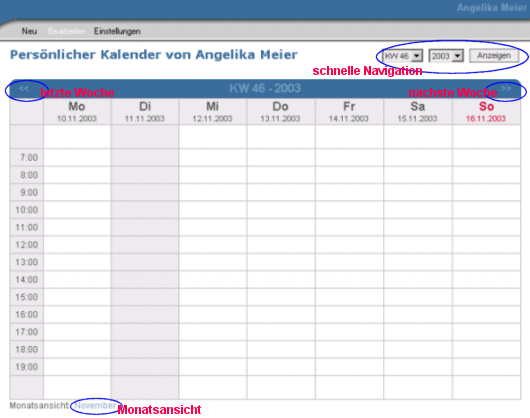 Angelika Meier
Neu Bearbeiten Einstellungen
Persönlicher Kalender von Angelika Meier KW 46 2003 Anzeigen
schnelle Navigation
<< letzte Woche KW 46 - 2003 nächste Woche >>
Mo Di Mi Do Fr Sa So
10.11.2003 11.11.2003 12.11.2003 13.11.2003 14.11.2003 15.11.2003 16.11.2003
7:00
8:00
9:00
10:00
11:00
12:00
13:00
14:00
15:00
16:00
17:00
18:00
19:00
Monatsansicht: November Monatsansicht